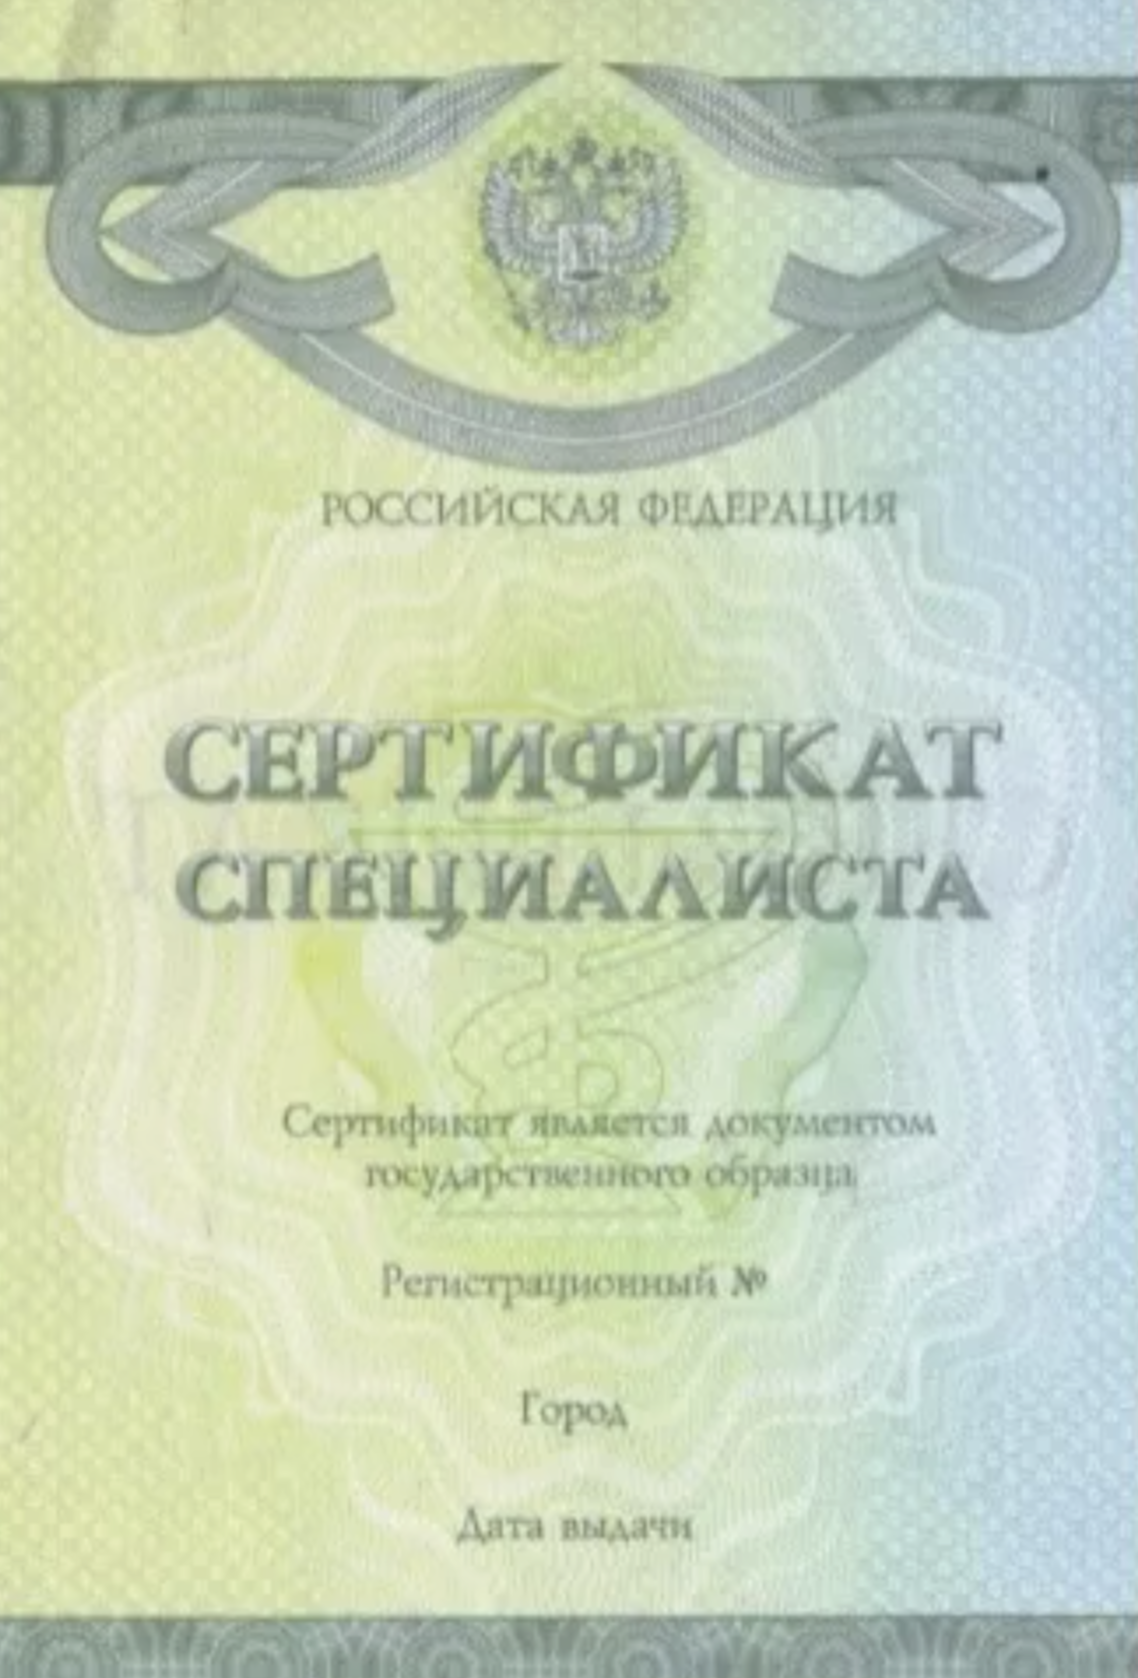 РОССИЙСКАЯ ФЕДЕРАЦИЯ
СЕРТИФИКАТ
СПЕЦИАЛИСТА
Сертификат является документом
государственного образца
Регистрационный №
Город
Дата выдачи